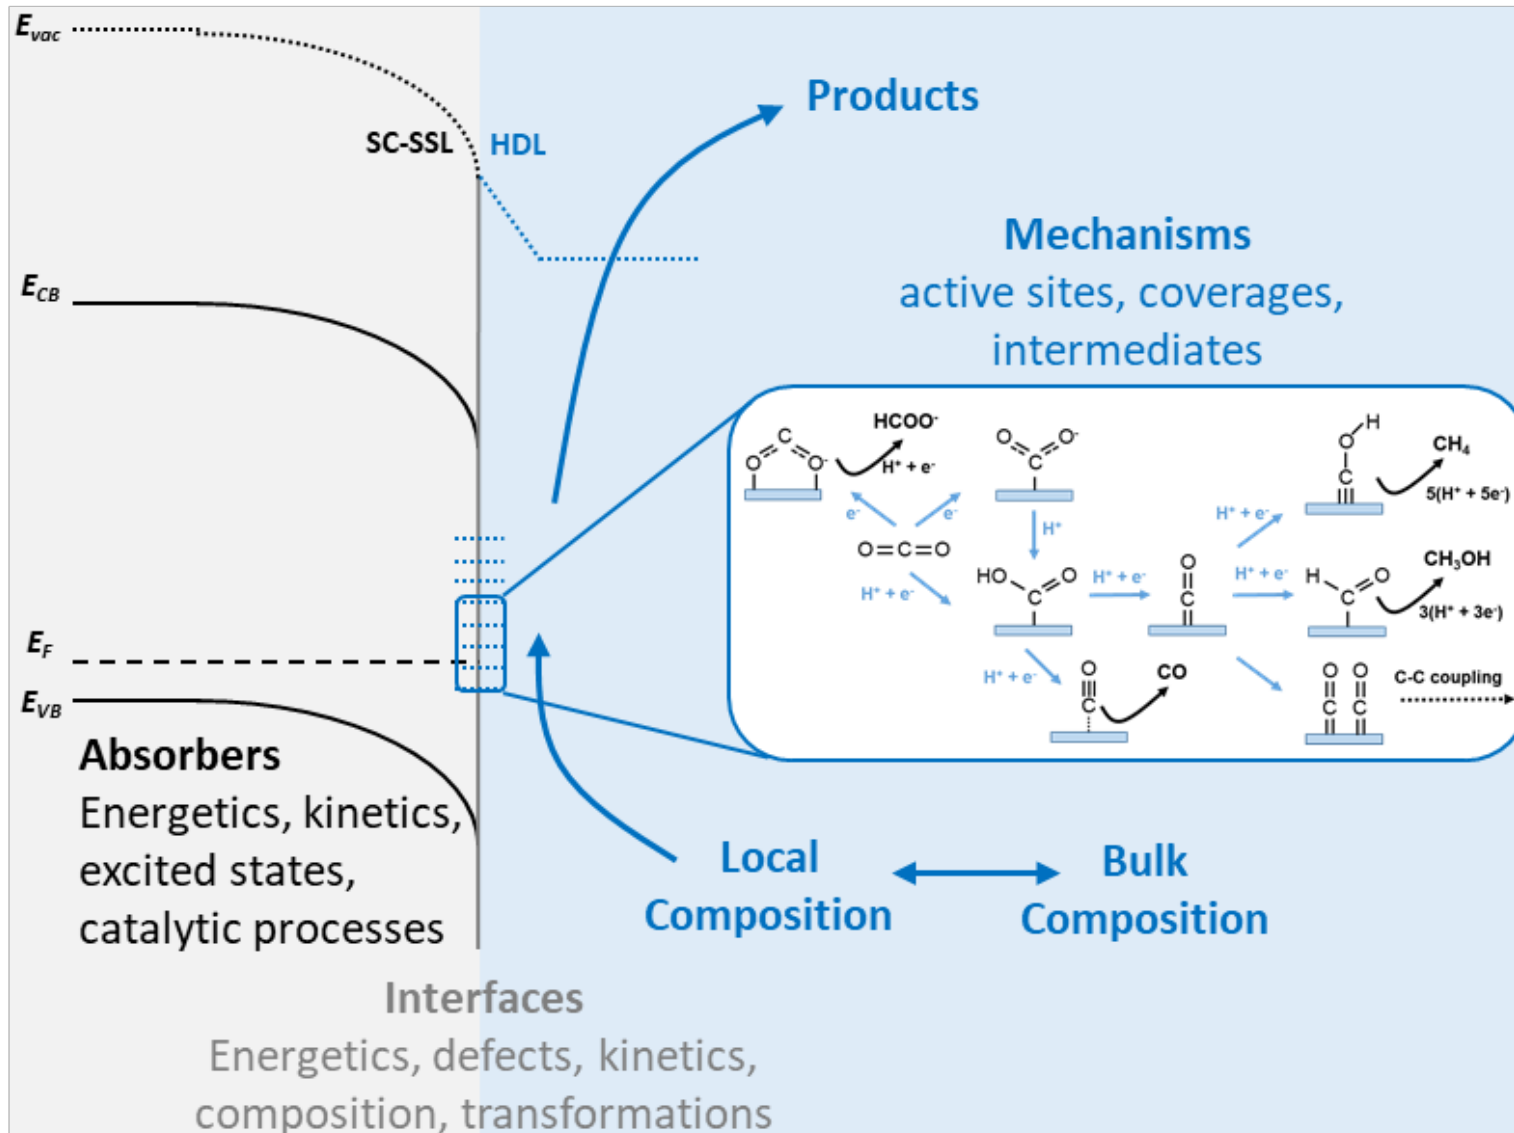 E_vac
SC-SSL
HDL
Products
E_CB
Mechanisms
active sites, coverages,
intermediates
HCOO⁻
H⁺ + e⁻
C
O
O⁻
e⁻
e⁻
O
O⁻
C
H⁺
O=C=O
H⁺ + e⁻
HO
O
C
H⁺ + e⁻
O
C
H⁺ + e⁻
H
O
C
CH₄
5(H⁺ + 5e⁻)
H⁺ + e⁻
H
O
C
CH₃OH
3(H⁺ + 3e⁻)
H⁺ + e⁻
O
C
CO
O O
C C
C-C coupling
E_F
E_VB
Absorbers
Energetics, kinetics,
excited states,
catalytic processes
Local
Composition
Bulk
Composition
Interfaces
Energetics, defects, kinetics,
composition, transformations